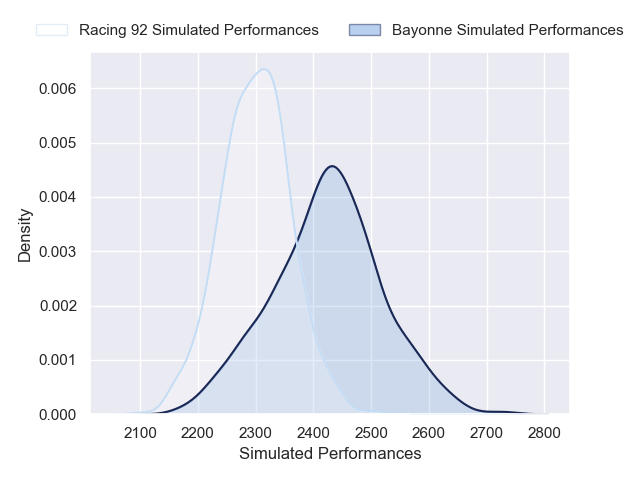 Racing 92 Simulated Performances
Bayonne Simulated Performances
0.006
0.005
0.004
0.003
0.002
0.001
0.000
Density
2100 2200 2300 2400 2500 2600 2700 2800
Simulated Performances